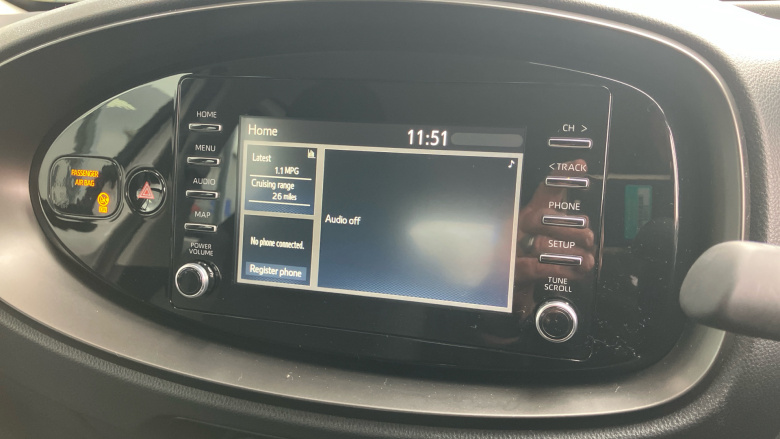 HOME
MENU
AUDIO
MAP
POWER
VOLUME
PASSENGER
AIR BAG
Home
11:51
Latest
1.1 MPG
Cruising range
26 miles
No phone connected.
Register phone
Audio off
CH >
< TRACK
PHONE
SETUP
TUNE
SCROLL